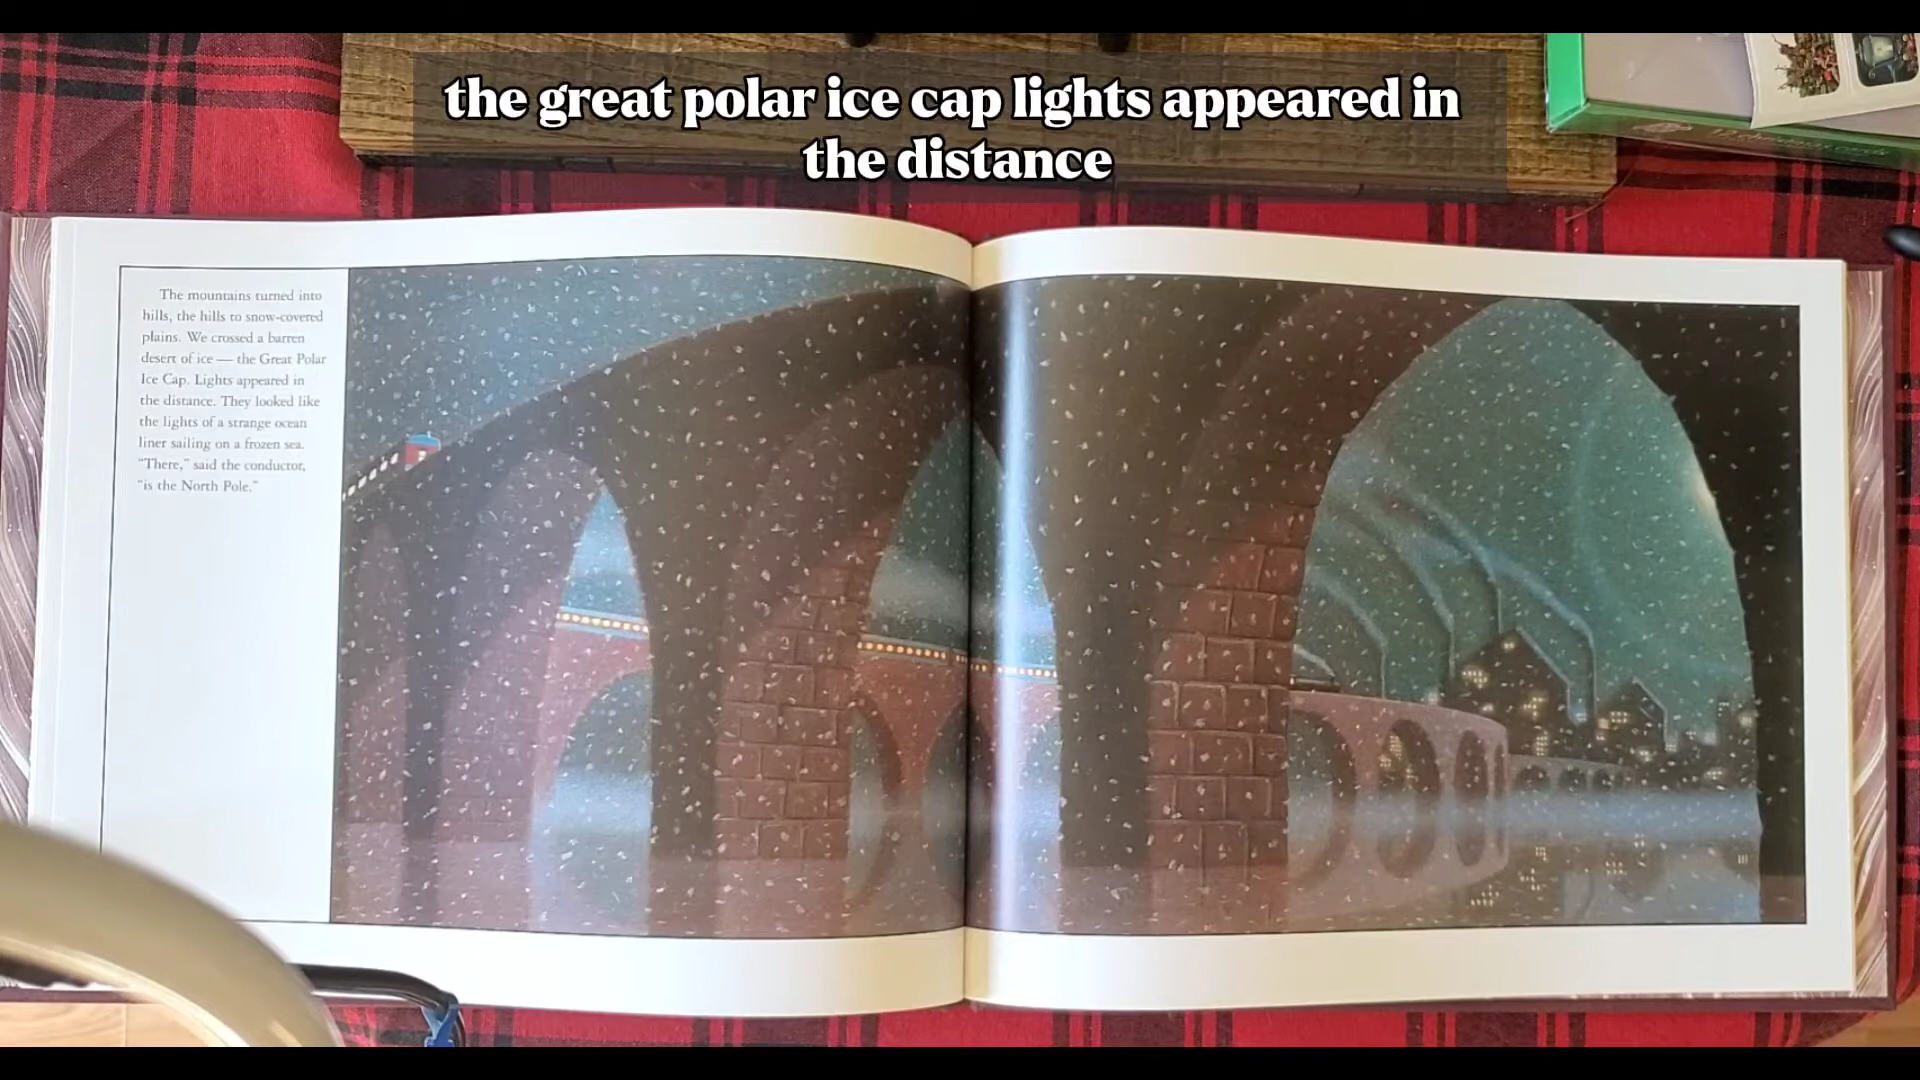 the great polar ice cap lights appeared in
the distance
The mountains turned into
hills, the hills to snow-covered
plains. We crossed a barren
desert of ice — the Great Polar
Ice Cap. Lights appeared in
the distance. They looked like
the lights of a strange ocean
liner sailing on a frozen sea.
"There," said the conductor,
"is the North Pole."